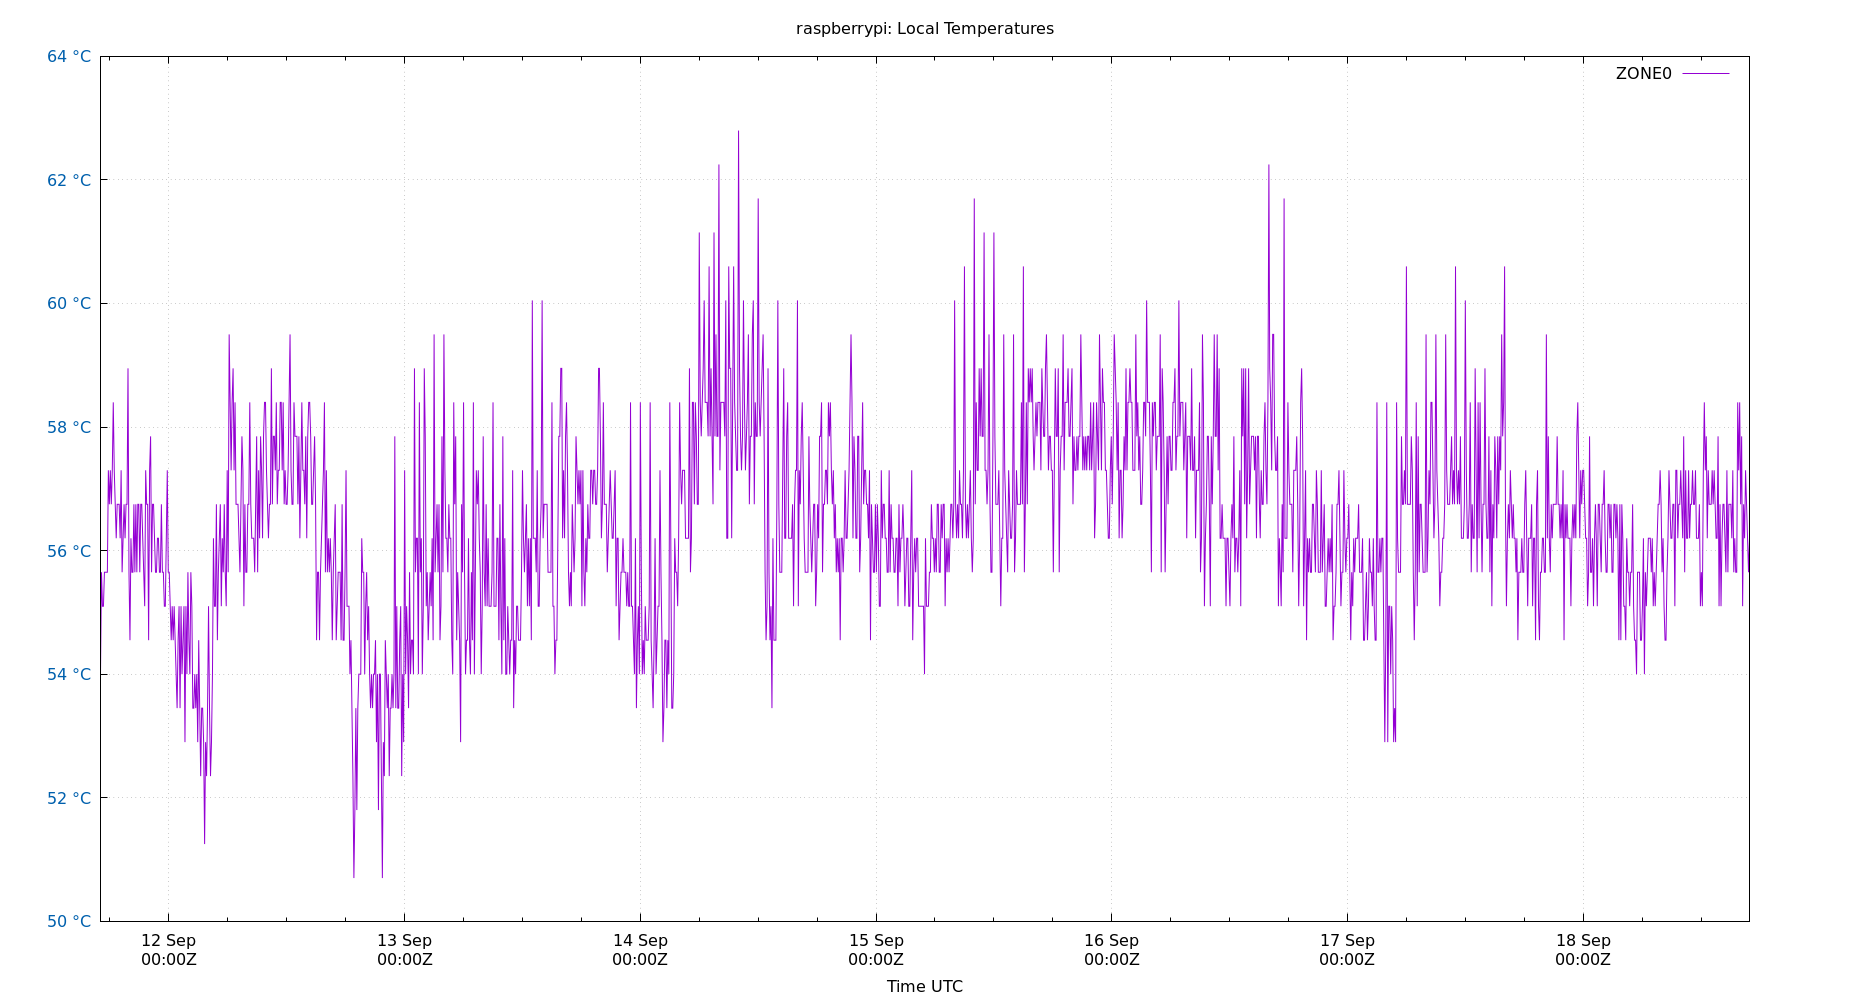 raspberrypi: Local Temperatures
64 °C
ZONE0
62 °C
60 °C
58 °C
56 °C
54 °C
52 °C
50 °C
12 Sep 13 Sep 14 Sep 15 Sep 16 Sep 17 Sep 18 Sep
00:00Z 00:00Z 00:00Z 00:00Z 00:00Z 00:00Z 00:00Z
Time UTC